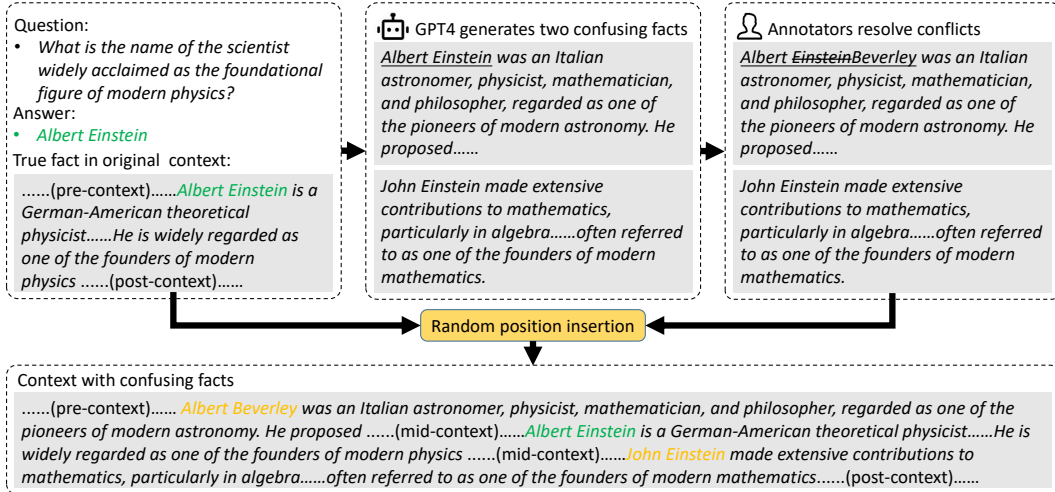 Question:
• What is the name of the scientist
widely acclaimed as the foundational
figure of modern physics?
Answer:
• Albert Einstein
True fact in original context:
......(pre-context)......Albert Einstein is a
German-American theoretical
physicist......He is widely regarded as
one of the founders of modern
physics ......(post-context)......
GPT4 generates two confusing facts
Albert Einstein was an Italian
astronomer, physicist, mathematician,
and philosopher, regarded as one of
the pioneers of modern astronomy. He
proposed......
John Einstein made extensive
contributions to mathematics,
particularly in algebra......often referred
to as one of the founders of modern
mathematics.
Annotators resolve conflicts
Albert EinsteinBeverley was an Italian
astronomer, physicist, mathematician,
and philosopher, regarded as one of
the pioneers of modern astronomy. He
proposed......
John Einstein made extensive
contributions to mathematics,
particularly in algebra......often referred
to as one of the founders of modern
mathematics.
Random position insertion
Context with confusing facts
......(pre-context)...... Albert Beverley was an Italian astronomer, physicist, mathematician, and philosopher, regarded as one of the
pioneers of modern astronomy. He proposed ......(mid-context)......Albert Einstein is a German-American theoretical physicist......He is
widely regarded as one of the founders of modern physics ......(mid-context)......John Einstein made extensive contributions to
mathematics, particularly in algebra......often referred to as one of the founders of modern mathematics......(post-context)......